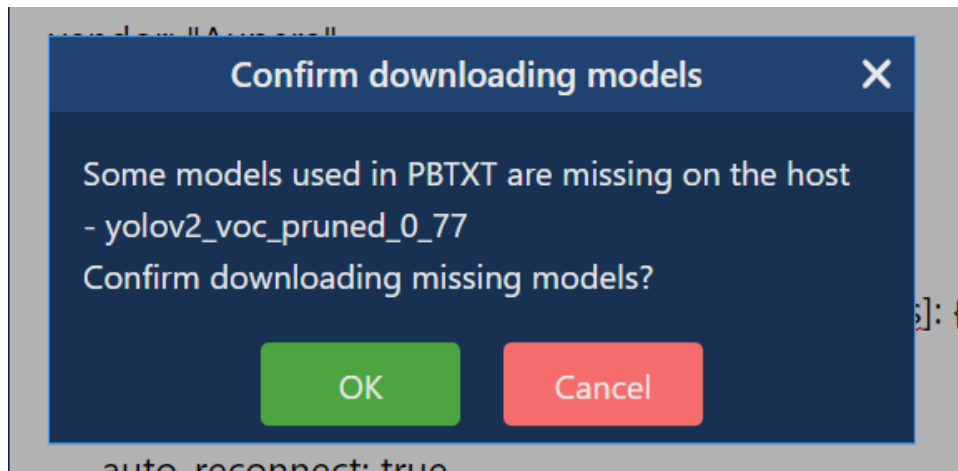 Confirm downloading models
Some models used in PBTXT are missing on the host
- yolov2_voc_pruned_0_77
Confirm downloading missing models?
]: {
OK
Cancel
auto_reconnect: true